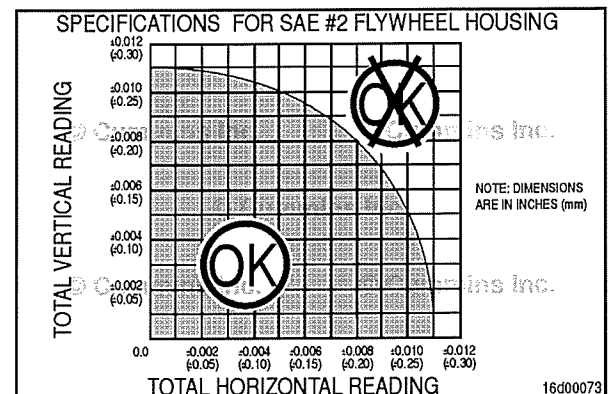 SPECIFICATIONS FOR SAE #2 FLYWHEEL HOUSING
±0.012
(±0.30)
±0.010
(±0.25)
±0.008
(±0.20)
±0.006
(±0.15)
±0.004
(±0.10)
±0.002
(±0.05)
TOTAL VERTICAL READING
OK
OK
NOTE: DIMENSIONS
ARE IN INCHES (mm)
0.0 ±0.002 ±0.004 ±0.006 ±0.008 ±0.010 ±0.012
(±0.05) (±0.10) (±0.15) (±0.20) (±0.25) (±0.30)
TOTAL HORIZONTAL READING
16d00073